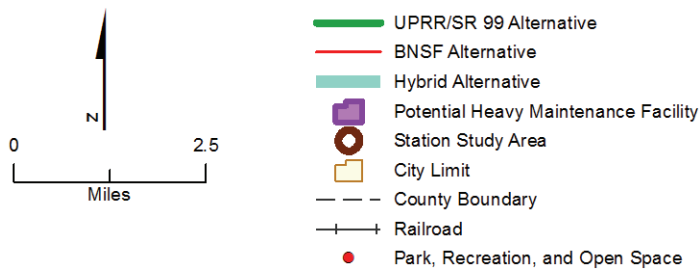 N
0 2.5
Miles
UPRR/SR 99 Alternative
BNSF Alternative
Hybrid Alternative
Potential Heavy Maintenance Facility
Station Study Area
City Limit
County Boundary
Railroad
Park, Recreation, and Open Space